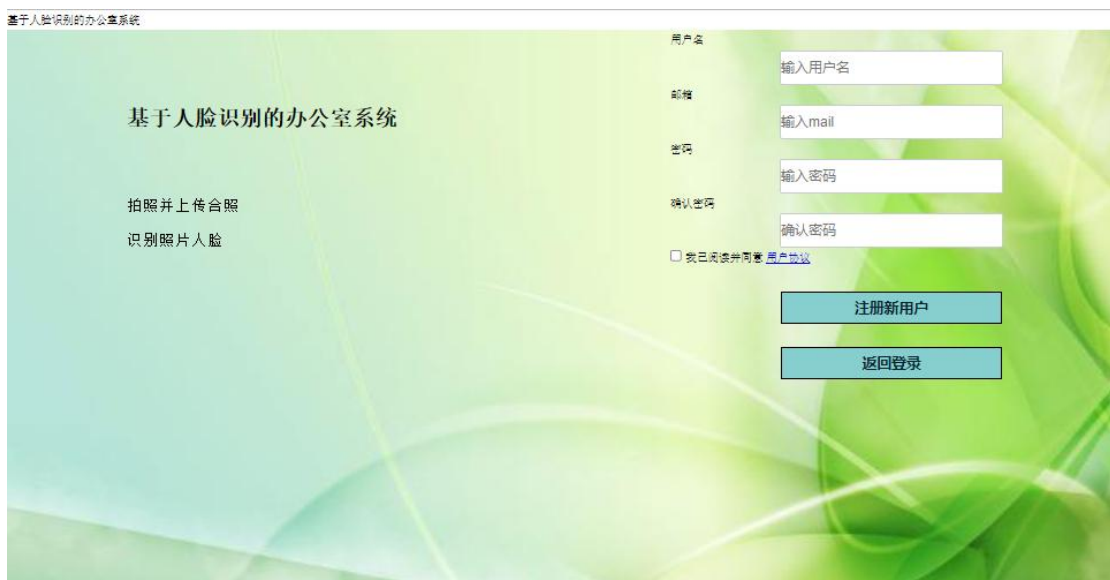 基于人脸识别的办公室系统
基于人脸识别的办公室系统
拍照并上传合照
识别照片人脸
用户名
输入用户名
邮箱
输入mail
密码
输入密码
确认密码
确认密码
我已阅读并同意 用户协议
注册新用户
返回登录